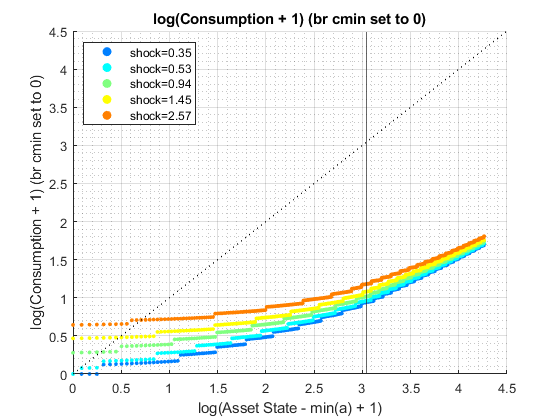 log(Consumption + 1) (br cmin set to 0)
4.5
4
3.5
3
2.5
2
1.5
1
0.5
0
log(Consumption + 1) (br cmin set to 0)
shock=0.35
shock=0.53
shock=0.94
shock=1.45
shock=2.57
0 0.5 1 1.5 2 2.5 3 3.5 4 4.5
log(Asset State - min(a) + 1)